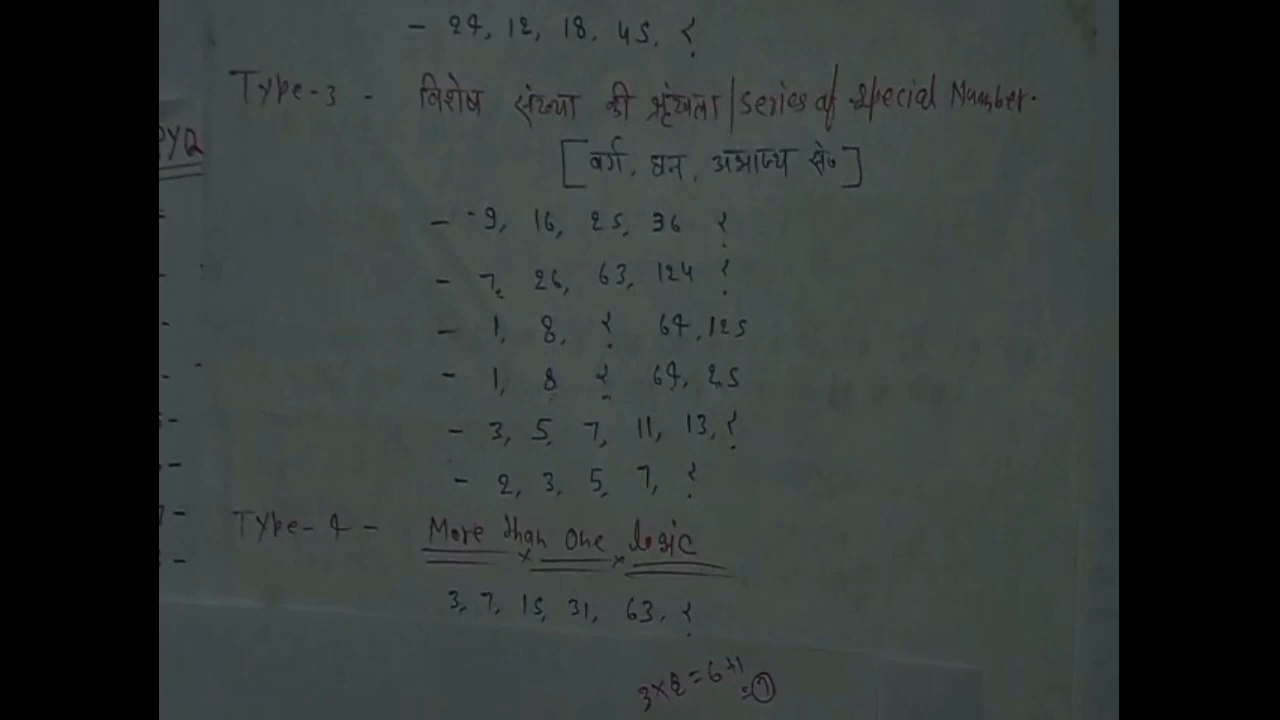 - 24, 12, 18, 45, ?
Type-3 - विशेष संख्या की श्रृंखला / Series of Special Number.
PYQ
[वर्ग, घन, अभाज्य सं०]
- 9, 16, 25, 36 ?
- 7, 26, 63, 124 ?
- 1, 8, ? 64, 125
- 1, 8 ? 64, 25
- 3, 5, 7, 11, 13, ?
- 2, 3, 5, 7, ?
Type-4 - More than one logic
3, 7, 15, 31, 63, ?
3×2=6+1
=7